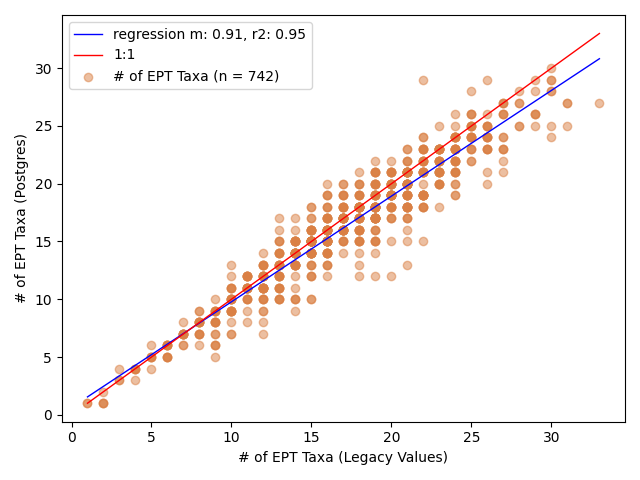 regression m: 0.91, r2: 0.95
1:1
# of EPT Taxa (n = 742)
30
25
20
15
10
5
0
# of EPT Taxa (Postgres)
0 5 10 15 20 25 30
# of EPT Taxa (Legacy Values)